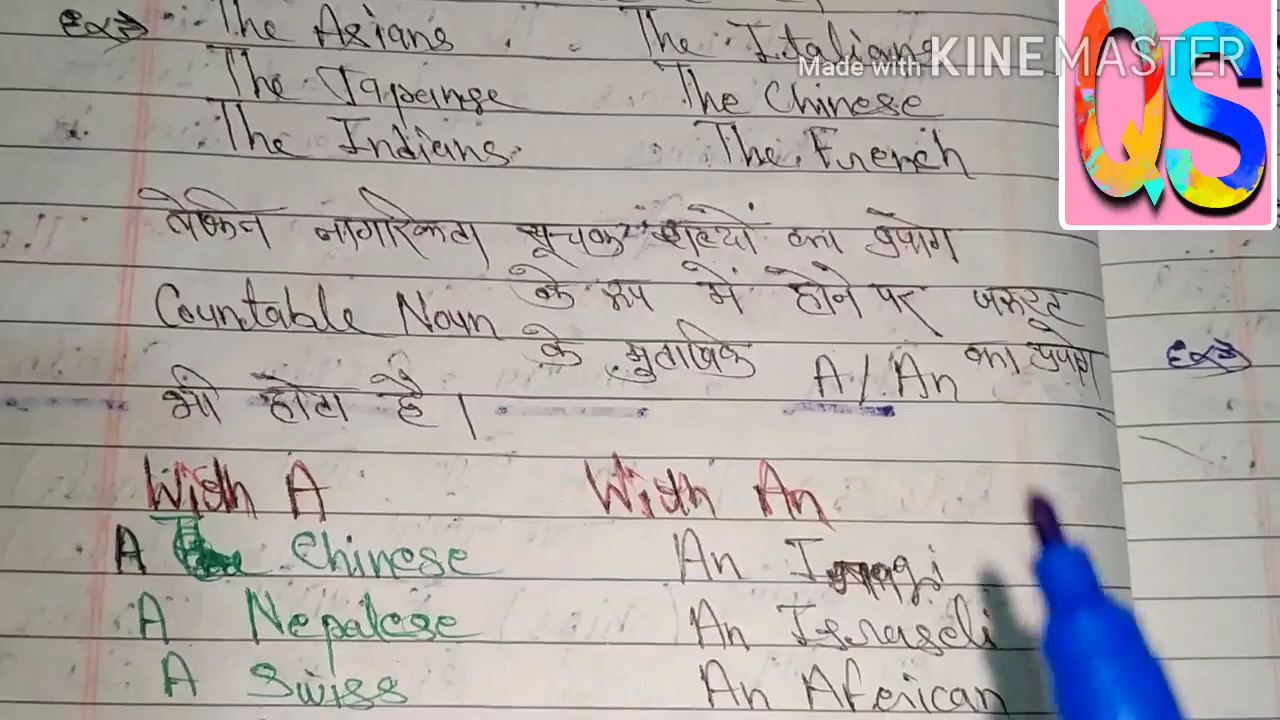 Ex⇒ The Asians The Italians
The Japeinse The Chinese
The Indians The French
Made with KINEMASTER
QS
लेकिन नागरिकता सूचक शब्दों का प्रयोग
Countable Noun के रूप में होने पर जरूरत
के मुताबिक A/An का प्रयोग
भी होता है।
Ex⇒
With A With An
A Chinese An Iraqi
A Nepalese An Israeli
A Swiss An African